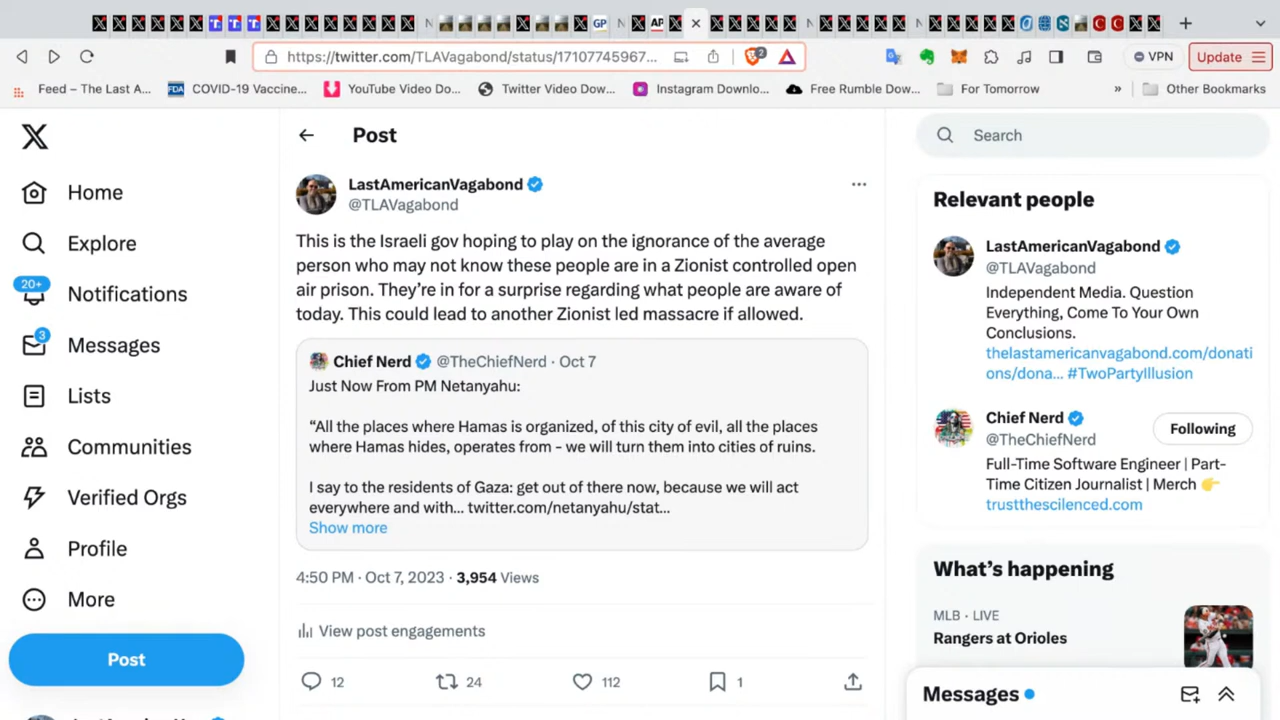 https://twitter.com/TLAVagabond/status/17107745967...
2
VPN
Update
Feed – The Last A...
FDA
COVID-19 Vaccine...
YouTube Video Do...
Twitter Video Dow...
Instagram Downlo...
Free Rumble Dow...
For Tomorrow
»
Other Bookmarks
Home
Explore
20+
Notifications
3
Messages
Lists
Communities
Verified Orgs
Profile
More
Post
Post
LastAmericanVagabond
@TLAVagabond
This is the Israeli gov hoping to play on the ignorance of the average
person who may not know these people are in a Zionist controlled open
air prison. They’re in for a surprise regarding what people are aware of
today. This could lead to another Zionist led massacre if allowed.
Chief Nerd @TheChiefNerd · Oct 7
Just Now From PM Netanyahu:
“All the places where Hamas is organized, of this city of evil, all the places
where Hamas hides, operates from – we will turn them into cities of ruins.
I say to the residents of Gaza: get out of there now, because we will act
everywhere and with... twitter.com/netanyahu/stat...
Show more
4:50 PM · Oct 7, 2023 · 3,954 Views
View post engagements
12
24
112
1
Search
Relevant people
LastAmericanVagabond
@TLAVagabond
Independent Media. Question
Everything, Come To Your Own
Conclusions.
thelastamericanvagabond.com/donati
ons/dona... #TwoPartyIllusion
Chief Nerd
@TheChiefNerd
Following
Full-Time Software Engineer | Part-
Time Citizen Journalist | Merch 👉
trustthescilenced.com
What’s happening
MLB · LIVE
Rangers at Orioles
Messages